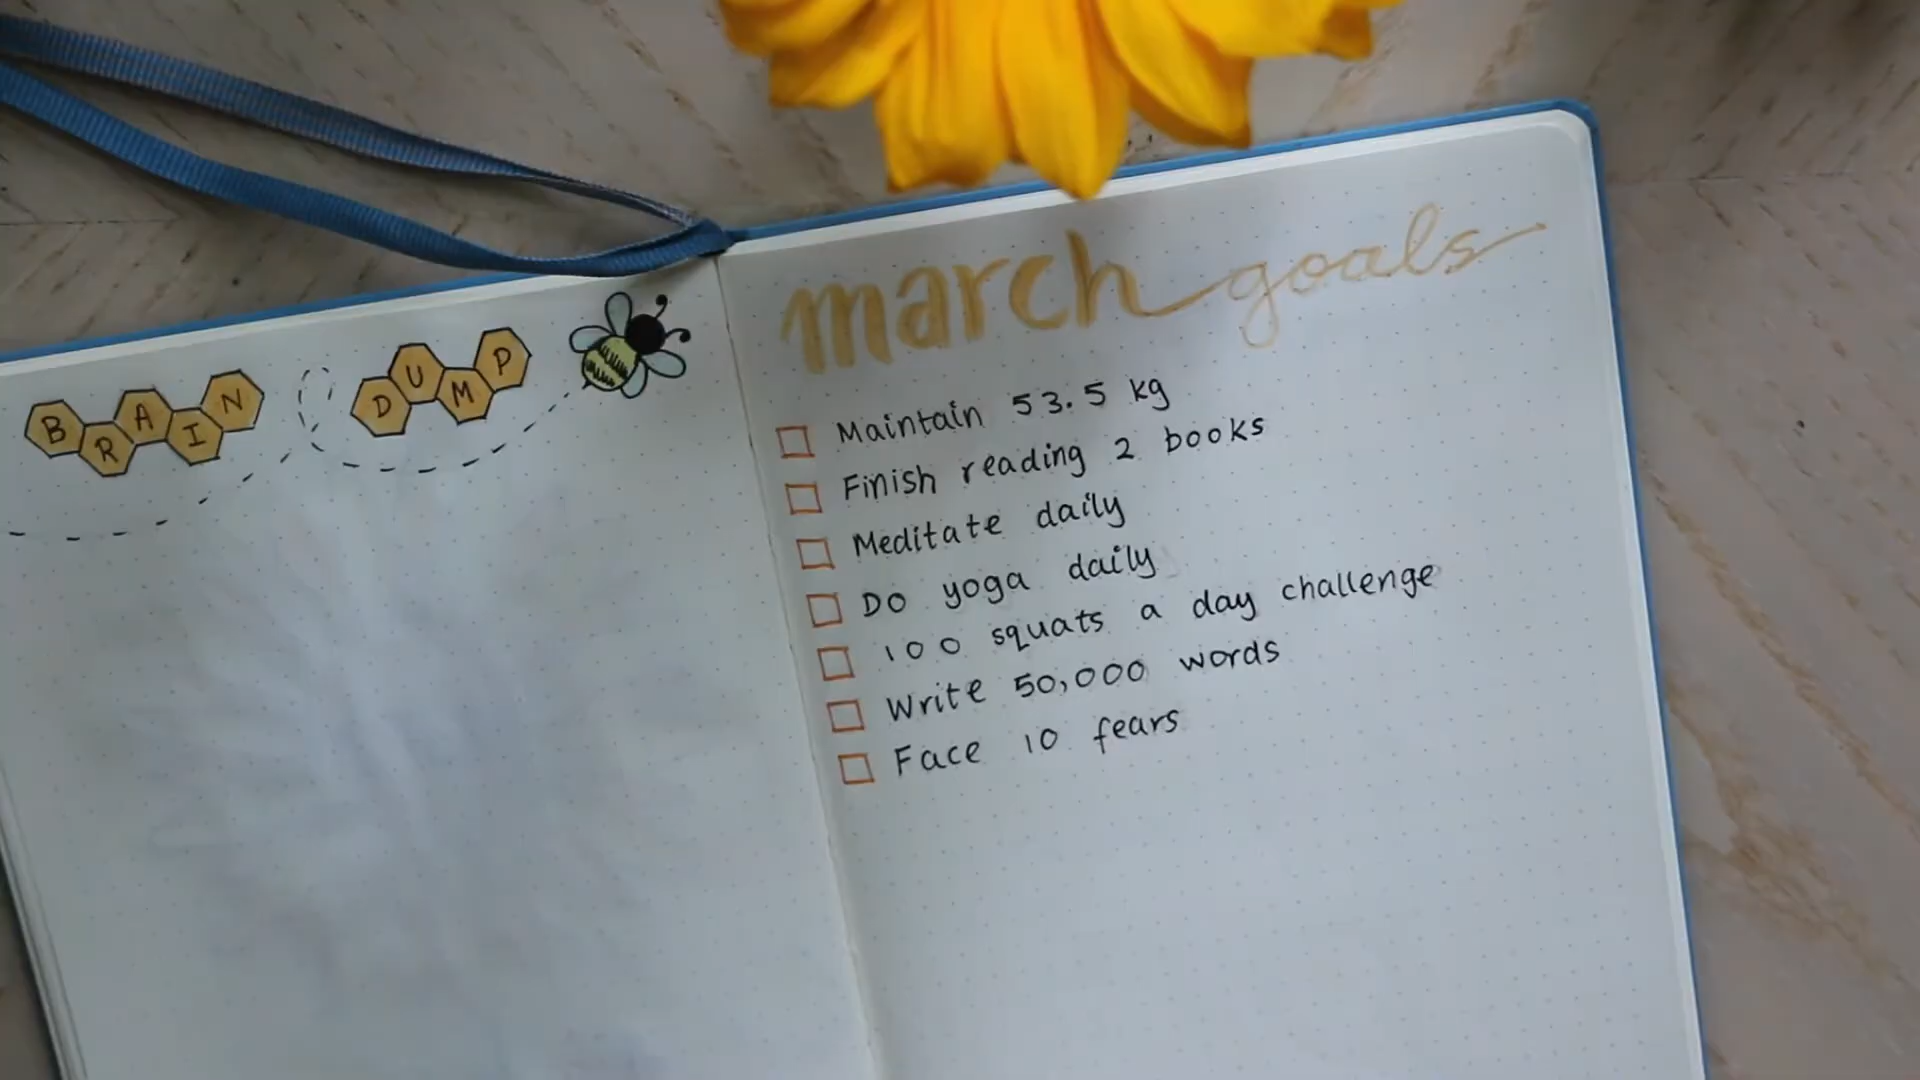 BRAIN DUMP
march goals
Maintain 53.5 kg
Finish reading 2 books
Meditate daily
Do yoga daily
100 squats a day challenge
Write 50,000 words
Face 10 fears